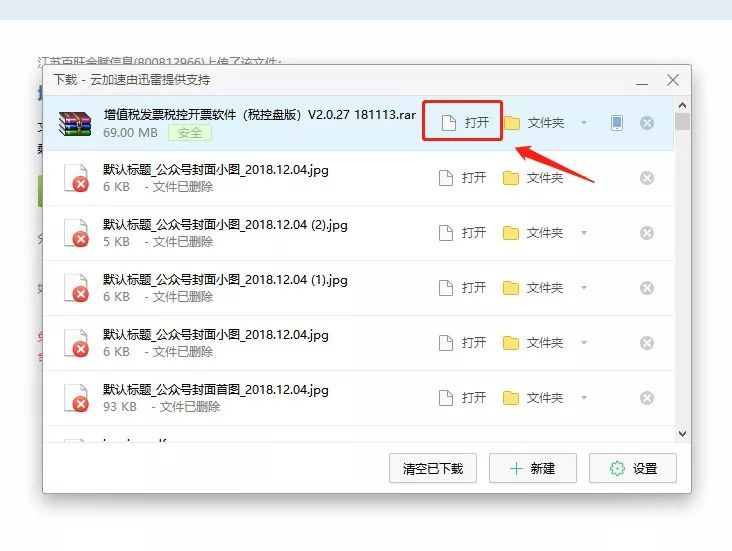 江苏百旺金赋信息(800812966)上传了该文件:
下载 - 云加速由迅雷提供支持
增值税发票税控开票软件（税控盘版）V2.0.27 181113.rar
69.00 MB 安全
打开 文件夹
默认标题_公众号封面小图_2018.12.04.jpg
6 KB - 文件已删除
打开 文件夹
默认标题_公众号封面小图_2018.12.04 (2).jpg
5 KB - 文件已删除
打开 文件夹
默认标题_公众号封面小图_2018.12.04 (1).jpg
6 KB - 文件已删除
打开 文件夹
默认标题_公众号封面小图_2018.12.04.jpg
6 KB - 文件已删除
打开 文件夹
默认标题_公众号封面首图_2018.12.04.jpg
93 KB - 文件已删除
打开 文件夹
清空已下载 新建 设置